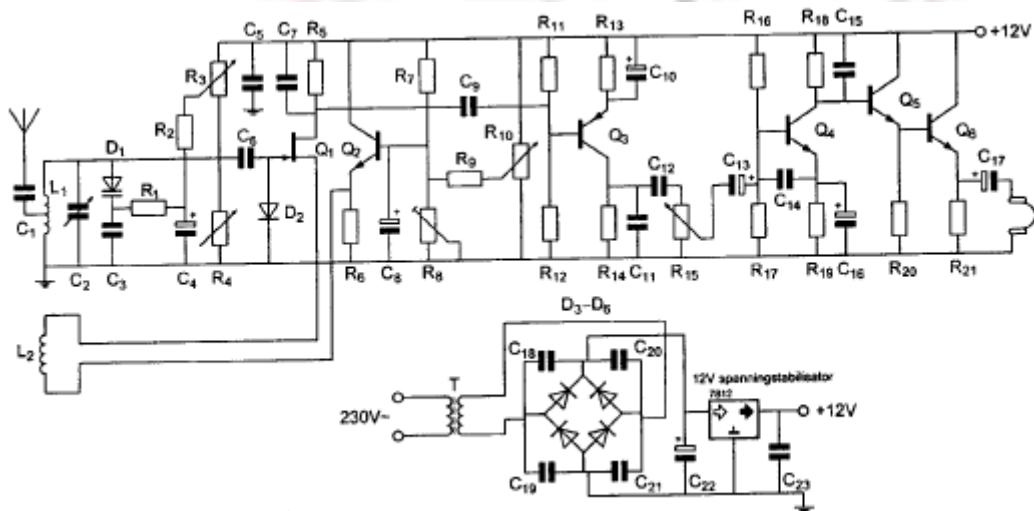 R11 R13 R16 R18 C15
C5 C7 R5 +12V
R3 R7 C10
C9
R2 R10 Q5
C6 Q3 Q4 Q6
D1 Q1 Q2 C12 C13 C17
L1 R1 R9
D2 C14
C1
C2 C3 C4 R4 R6 C8 R8 R12 R14 C11 R15 R17 R19 C16 R20 R21
D3–D6
L2 C18 C20
12V spanningstabilisator
T 7812
230V~ +12V
C19 C21 C22 C23
+ + + + + + +